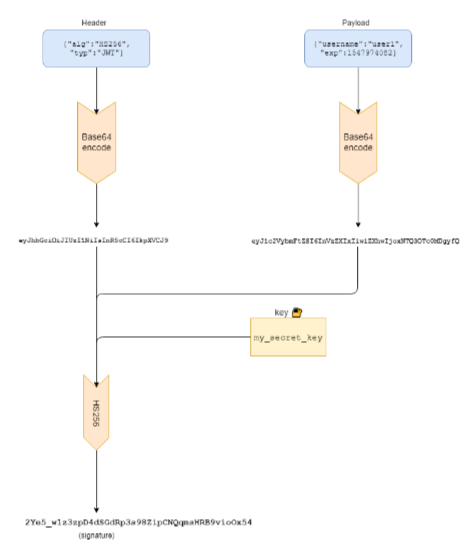 Header
Payload
{"alg":"HS256",
"typ":"JWT"}
{"username":"user1",
"exp":1547974082}
Base64
encode
Base64
encode
eyJhbGciOiJIUzI1NiIsInR5cCI6IkpXVCJ9
eyJ1c2VybmFtZSI6InVzZXIxIiwiZXhwIjoxNTQ3OTc0MDgyfQ
key
my_secret_key
HS256
(signature)